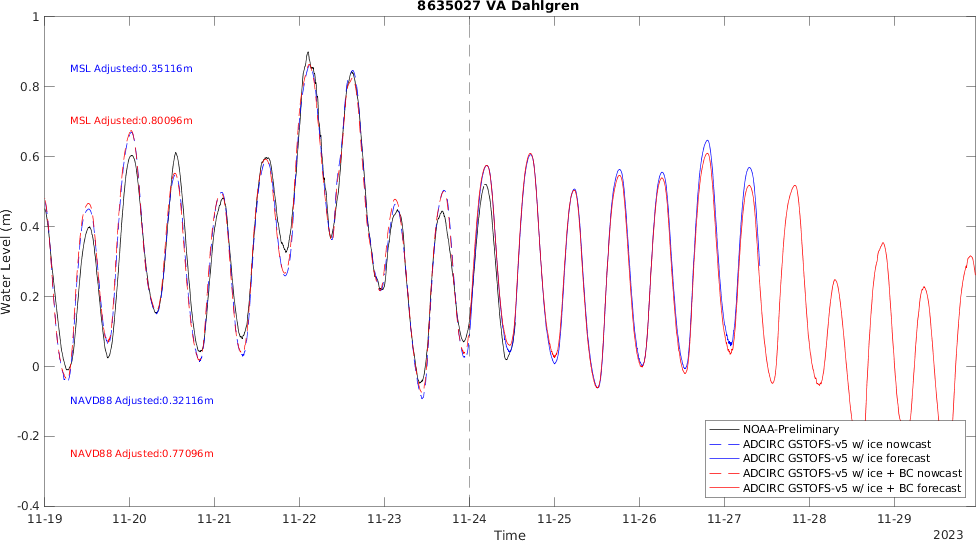 8635027 VA Dahlgren
1
0.8
0.6
0.4
0.2
0
-0.2
-0.4
Water Level (m)
MSL Adjusted:0.35116m
MSL Adjusted:0.80096m
NAVD88 Adjusted:0.32116m
NAVD88 Adjusted:0.77096m
NOAA-Preliminary
ADCIRC GSTOFS-v5 w/ ice nowcast
ADCIRC GSTOFS-v5 w/ ice forecast
ADCIRC GSTOFS-v5 w/ ice + BC nowcast
ADCIRC GSTOFS-v5 w/ ice + BC forecast
11-19 11-20 11-21 11-22 11-23 11-24 11-25 11-26 11-27 11-28 11-29
Time
2023